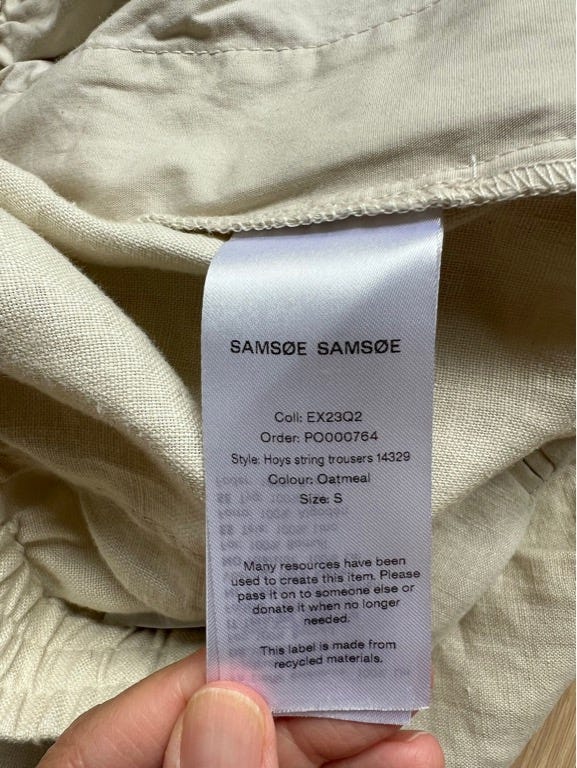 SAMSØE SAMSØE
Coll: EX23Q2
Order: PO000764
Style: Hoys string trousers 14329
Colour: Oatmeal
Size: S
Many resources have been
used to create this item. Please
pass it on to someone else or
donate it when no longer
needed.
This label is made from
recycled materials.